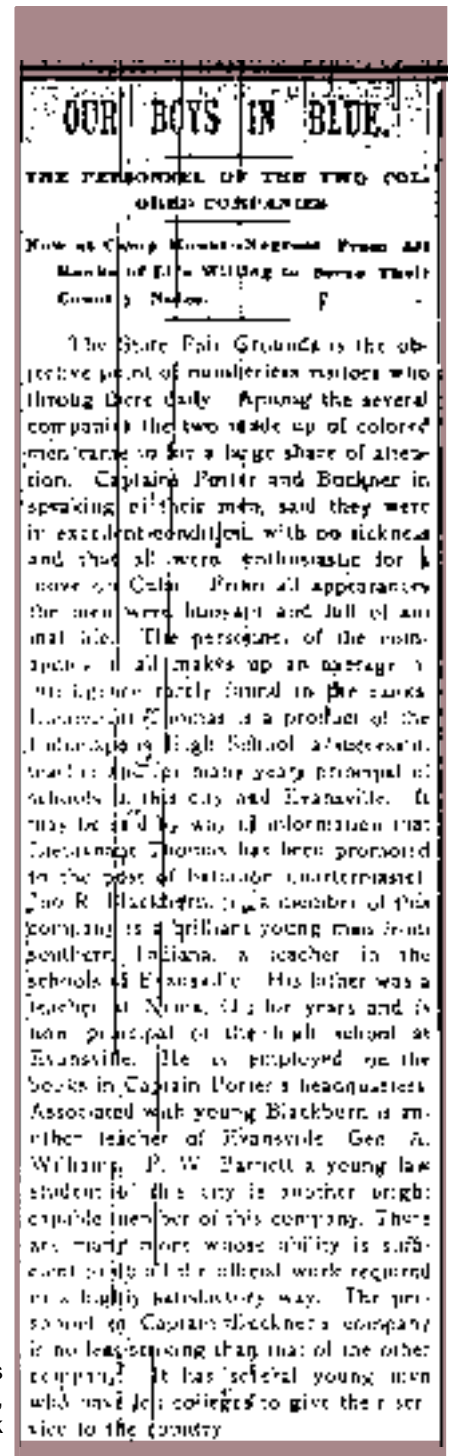 OUR BOYS IN BLUE.
THE PERSONNEL OF THE TWO COL-
ORED COMPANIES
Now at Camp Mount-Negroes From All
Ranks of Life Willing to Serve Their
Country
The State Fair Grounds is the ob-
jective point of numberless visitors who
throng there daily Among the several
companies the two made up of colored
men came in for a large share of atten-
tion. Captains Porter and Buckner in
speaking of their men, said they were
in excellent condition, with no sickness
and that all were enthusiastic for a
move on Cuba. From all appearances
the men were buoyant and full of ani
mal life. The personnel of the com-
all makes up an average
rarely found in the ranks.
Thomas is a product of the
Indianapolis High School
many years principal of
schools in this city and Evansville. It
may be said by way of information that
Lieutenant Thomas has been promoted
to the post of battalion quartermaster.
Jno R. Blackburn, jr., a member of this
company is a brilliant young man from
southern Indiana, a teacher in the
schools of Evansville. His father was a
teacher at for years and is
now principal of the high school at
Evansville. He is employed on the
books in Captain Porter's headquarters.
Associated with young Blackburn is an-
other teacher of Evansville Geo. A.
Williams. F. W. Barnett a young law
student of this city is another bright
capable member of this company. There
are many more whose ability is suffi-
cient to do all the official work required
in a highly satisfactory way. The per-
sonnel of Captain Buckner's company
is no less striking than that of the other
company. It has several young men
who have left colleges to give their ser-
vice to the country